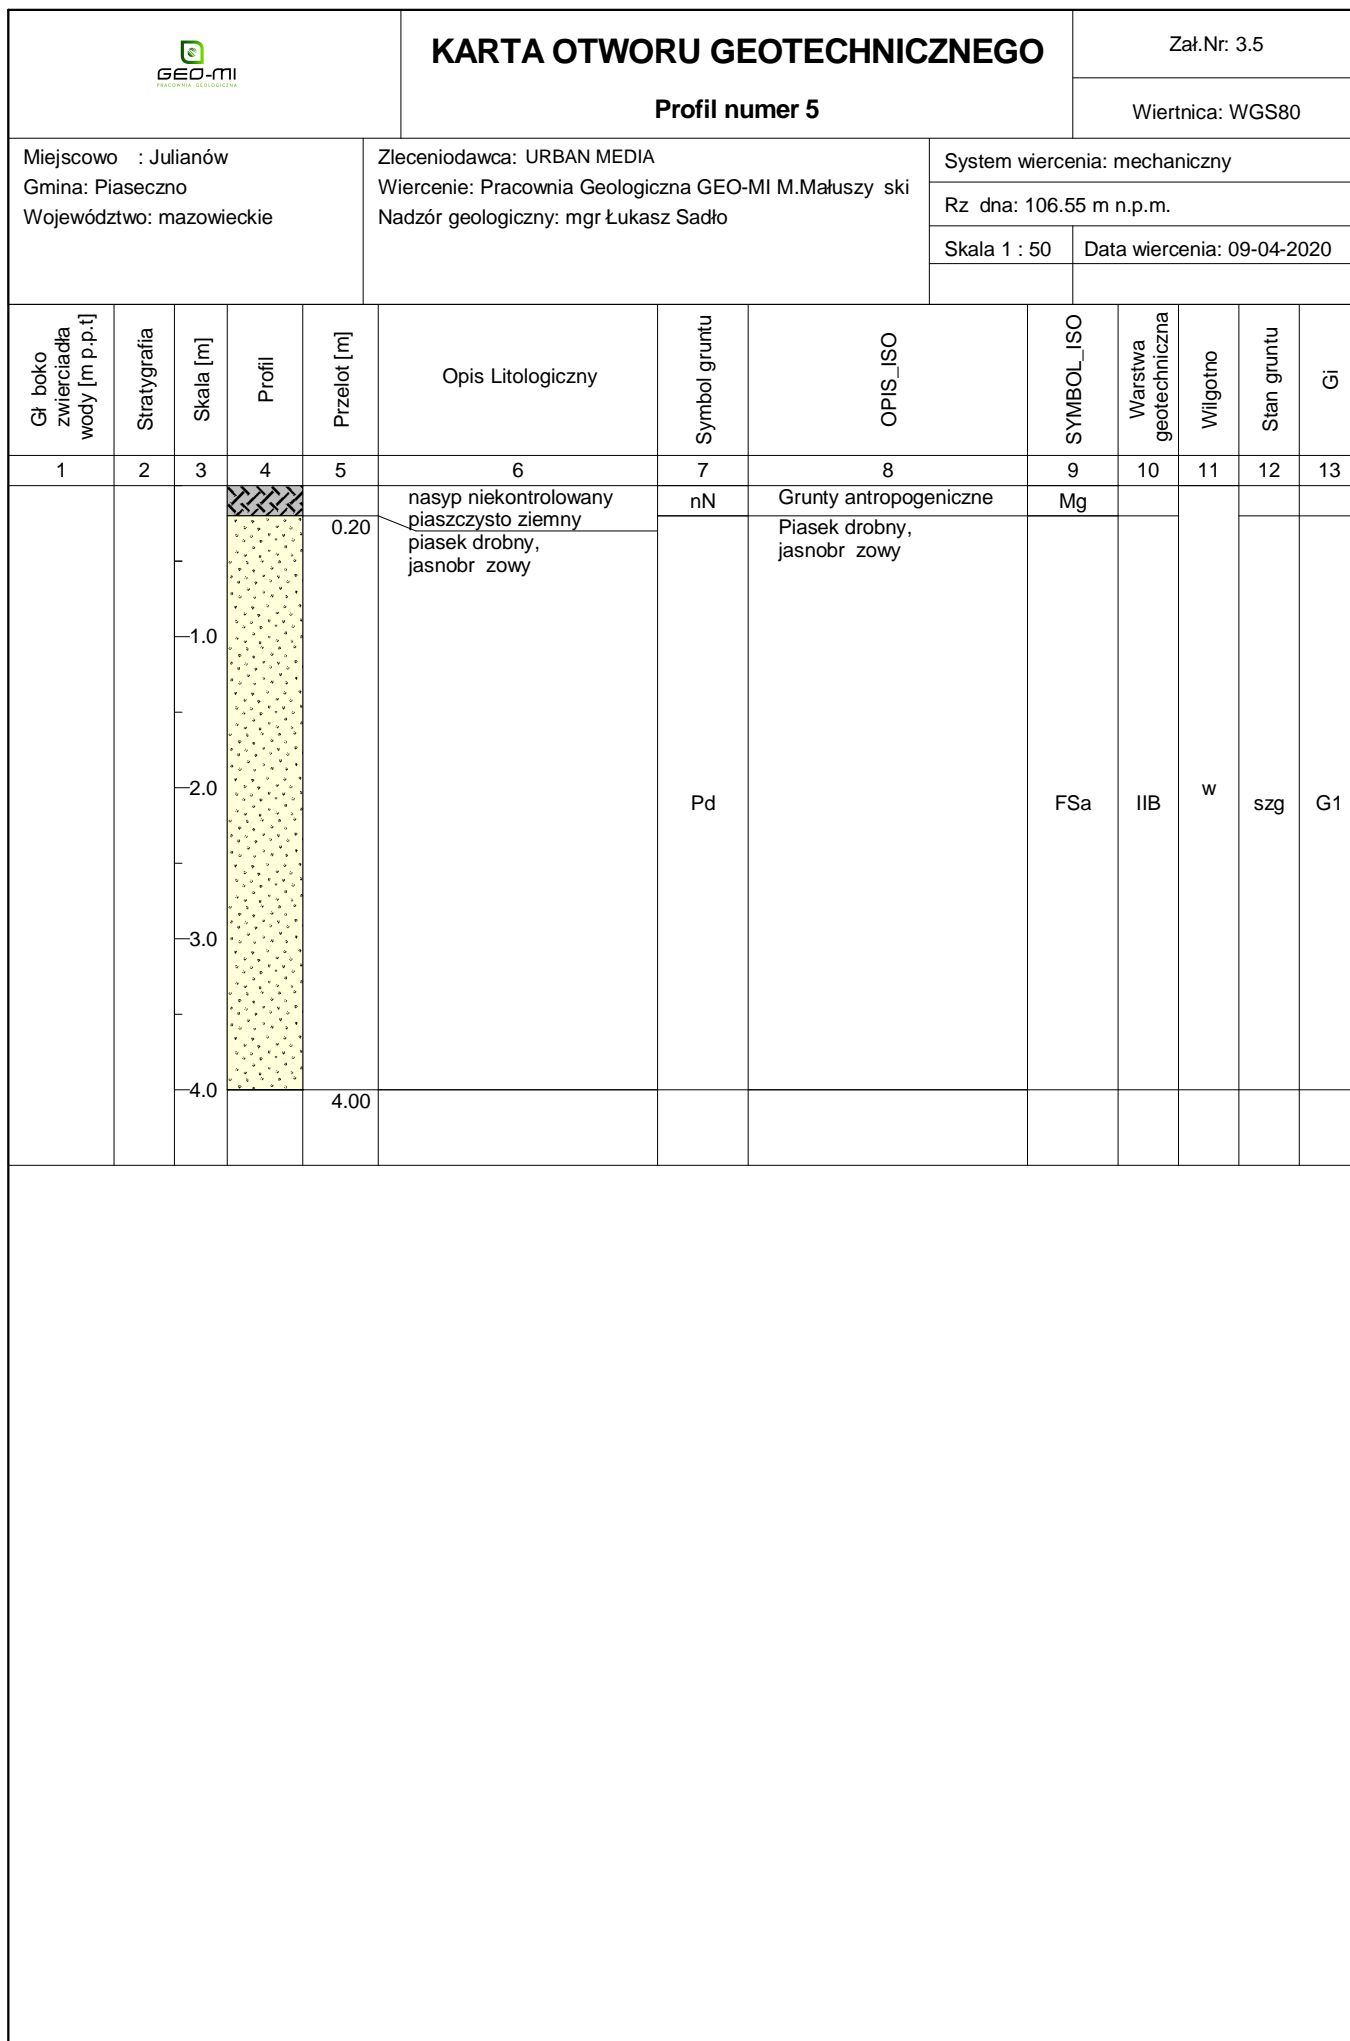 GEO-MI
PRACOWNIA GEOLOGICZNA
KARTA OTWORU GEOTECHNICZNEGO
Profil numer 5
Zał.Nr: 3.5
Wiertnica: WGS80
Miejscowo : Julianów
Gmina: Piaseczno
Województwo: mazowieckie
Zleceniodawca: URBAN MEDIA
Wiercenie: Pracownia Geologiczna GEO-MI M.Małuszy ski
Nadzór geologiczny: mgr Łukasz Sadło
System wiercenia: mechaniczny
Rz dna: 106.55 m n.p.m.
Skala 1 : 50
Data wiercenia: 09-04-2020
Gł boko
zwierciadła
wody [m p.p.t]
Stratygrafia
Skala [m]
Profil
Przelot [m]
Opis Litologiczny
Symbol gruntu
OPIS_ISO
SYMBOL_ISO
Warstwa
geotechniczna
Wilgotno
Stan gruntu
Gi
1 2 3 4 5 6 7 8 9 10 11 12 13
nasyp niekontrolowany
piaszczysto ziemny
nN
Grunty antropogeniczne
Mg
0.20
piasek drobny,
jasnobr zowy
Piasek drobny,
jasnobr zowy
1.0
2.0
Pd
FSa
IIB
w
szg
G1
3.0
4.0
4.00